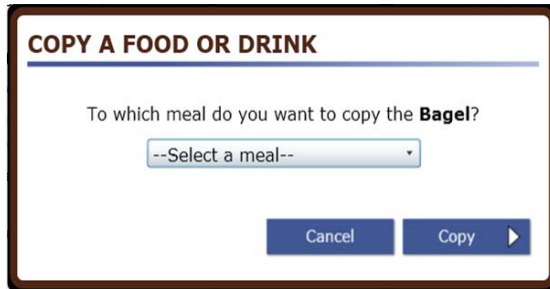 COPY A FOOD OR DRINK
To which meal do you want to copy the Bagel?
--Select a meal--
Cancel
Copy